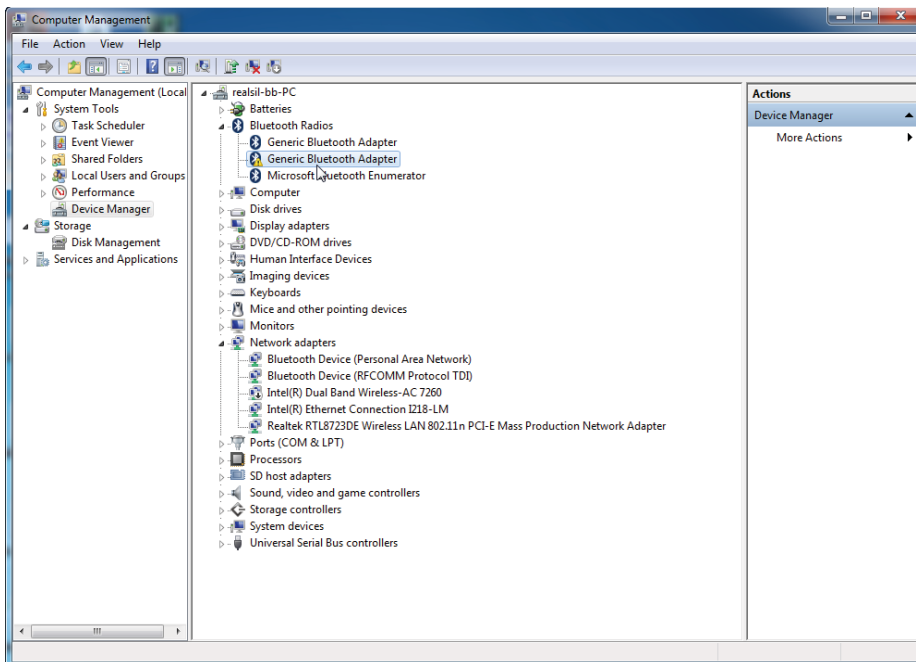 Computer Management
File Action View Help
Computer Management (Local
System Tools
Task Scheduler
Event Viewer
Shared Folders
Local Users and Groups
Performance
Device Manager
Storage
Disk Management
Services and Applications
realsil-bb-PC
Batteries
Bluetooth Radios
Generic Bluetooth Adapter
Generic Bluetooth Adapter
Microsoft Bluetooth Enumerator
Computer
Disk drives
Display adapters
DVD/CD-ROM drives
Human Interface Devices
Imaging devices
Keyboards
Mice and other pointing devices
Monitors
Network adapters
Bluetooth Device (Personal Area Network)
Bluetooth Device (RFCOMM Protocol TDI)
Intel(R) Dual Band Wireless-AC 7260
Intel(R) Ethernet Connection I218-LM
Realtek RTL8723DE Wireless LAN 802.11n PCI-E Mass Production Network Adapter
Ports (COM & LPT)
Processors
SD host adapters
Sound, video and game controllers
Storage controllers
System devices
Universal Serial Bus controllers
Actions
Device Manager
More Actions